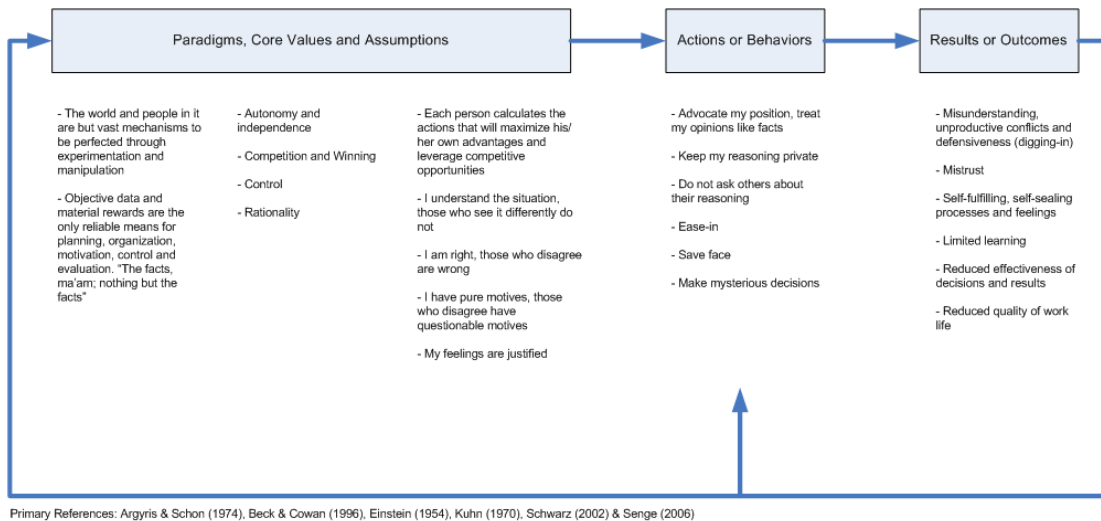 Paradigms, Core Values and Assumptions
Actions or Behaviors
Results or Outcomes
- The world and people in it
are but vast mechanisms to
be perfected through
experimentation and
manipulation
- Objective data and
material rewards are the
only reliable means for
planning, organization,
motivation, control and
evaluation. "The facts,
ma'am; nothing but the
facts"
- Autonomy and
independence
- Competition and Winning
- Control
- Rationality
- Each person calculates the
actions that will maximize his/
her own advantages and
leverage competitive
opportunities
- I understand the situation,
those who see it differently do
not
- I am right, those who disagree
are wrong
- I have pure motives, those
who disagree have
questionable motives
- My feelings are justified
- Advocate my position, treat
my opinions like facts
- Keep my reasoning private
- Do not ask others about
their reasoning
- Ease-in
- Save face
- Make mysterious decisions
- Misunderstanding,
unproductive conflicts and
defensiveness (digging-in)
- Mistrust
- Self-fulfilling, self-sealing
processes and feelings
- Limited learning
- Reduced effectiveness of
decisions and results
- Reduced quality of work
life
Primary References: Argyris & Schon (1974), Beck & Cowan (1996), Einstein (1954), Kuhn (1970), Schwarz (2002) & Senge (2006)